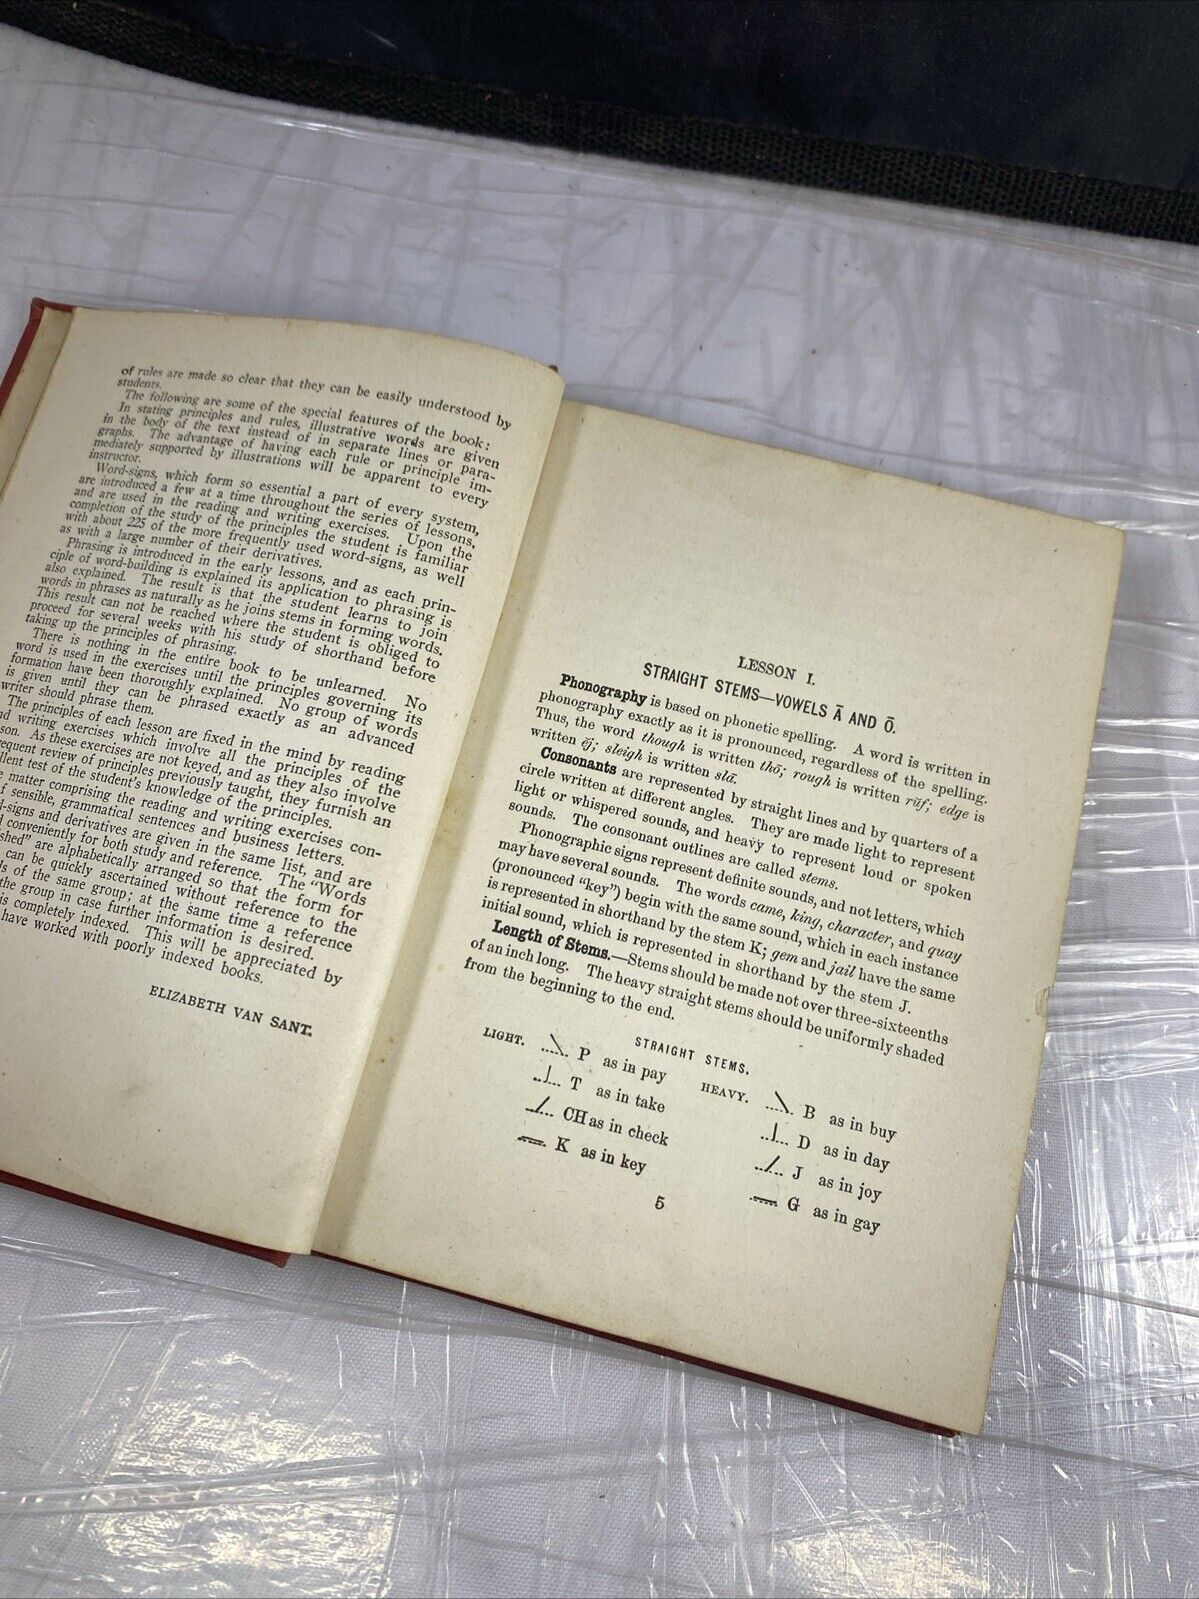 of rules are made so clear that they can be easily understood by
students.
The following are some of the special features of the book:
In stating principles and rules, illustrative words are given
in the body of the text instead of in separate lines or para-
graphs. The advantage of having each rule or principle im-
mediately supported by illustrations will be apparent to every
instructor.
Word-signs, which form so essential a part of every system,
are introduced a few at a time throughout the series of lessons,
and are used in the reading and writing exercises. Upon the
completion of the study of the principles the student is familiar
with about 225 of the more frequently used word-signs, as well
as with a large number of their derivatives.
Phrasing is introduced in the early lessons, and as each prin-
ciple of word-building is explained its application to phrasing is
also explained. The result is that the student learns to join
words in phrases as naturally as he joins stems in forming words.
This result can not be reached where the student is obliged to
proceed for several weeks with his study of shorthand before
taking up the principles of phrasing.
There is nothing in the entire book to be unlearned. No
word is used in the exercises until the principles governing its
formation have been thoroughly explained. No group of words
is given until they can be phrased exactly as an advanced
writer should phrase them.
The principles of each lesson are fixed in the mind by reading
and writing exercises which involve all the principles of the
son. As these exercises are not keyed, and as they also involve
equent review of principles previously taught, they furnish an
llent test of the student's knowledge of the principles.
matter comprising the reading and writing exercises con-
f sensible, grammatical sentences and business letters.
d-signs and derivatives are given in the same list, and are
d conveniently for both study and reference. The "Words
shed" are alphabetically arranged so that the form for
can be quickly ascertained without reference to the
s of the same group; at the same time a reference
the group in case further information is desired.
is completely indexed. This will be appreciated by
have worked with poorly indexed books.
ELIZABETH VAN SANT.
LESSON I.
STRAIGHT STEMS—VOWELS Ā AND Ō.
Phonography is based on phonetic spelling. A word is written in
phonography exactly as it is pronounced, regardless of the spelling.
Thus, the word though is written thō; rough is written rŭf; edge is
written ĕj; sleigh is written slā.
Consonants are represented by straight lines and by quarters of a
circle written at different angles. They are made light to represent
light or whispered sounds, and heavy to represent loud or spoken
sounds. The consonant outlines are called stems.
Phonographic signs represent definite sounds, and not letters, which
may have several sounds. The words came, king, character, and quay
(pronounced "key") begin with the same sound, which in each instance
is represented in shorthand by the stem K; gem and jail have the same
initial sound, which is represented in shorthand by the stem J.
Length of Stems.—Stems should be made not over three-sixteenths
of an inch long. The heavy straight stems should be uniformly shaded
from the beginning to the end.
STRAIGHT STEMS.
LIGHT. HEAVY.
P as in pay B as in buy
T as in take D as in day
CH as in check J as in joy
K as in key G as in gay
5